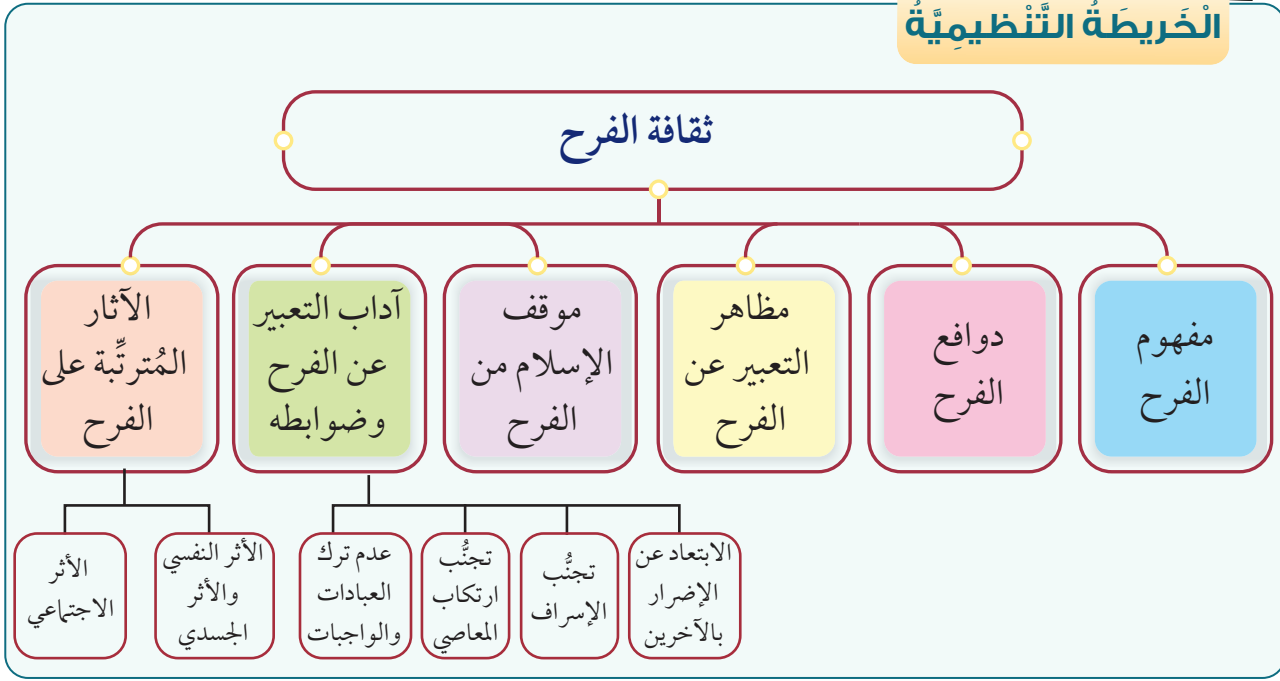 الْخَرِيطَةُ التَّنْظِيمِيَّةُ
ثقافة الفرح
مفهوم
الفرح
دوافع
الفرح
مظاهر
التعبير عن
الفرح
موقف
الإسلام من
الفرح
آداب التعبير
عن الفرح
وضوابطه
الآثار
المُترتِّبة على
الفرح
الابتعاد عن
الإضرار
بالآخرين
تجنُّب
الإسراف
تجنُّب
ارتكاب
المعاصي
عدم ترك
العبادات
والواجبات
الأثر النفسي
والأثر
الجسدي
الأثر
الاجتماعي